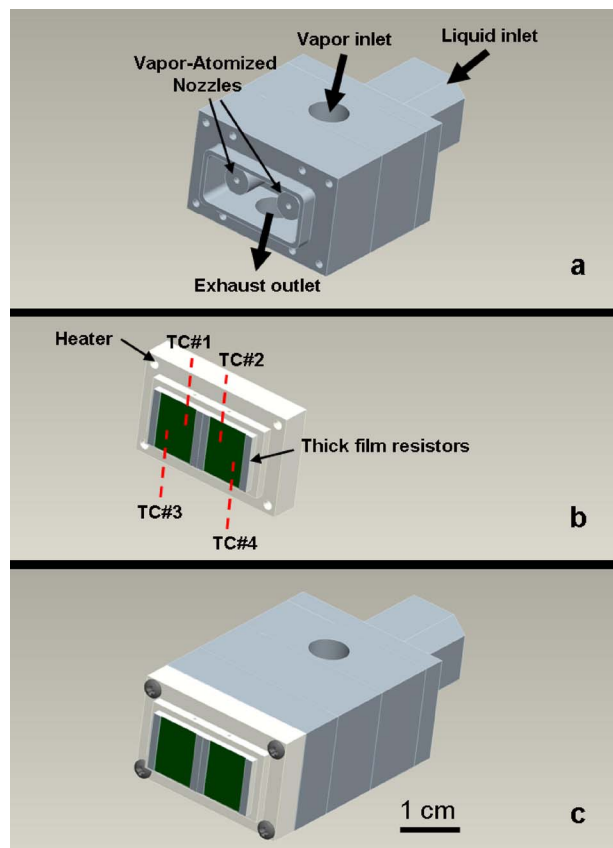 Vapor inlet
Liquid inlet
Vapor-Atomized
Nozzles
Exhaust outlet
a
Heater
TC#1
TC#2
Thick film resistors
TC#3
TC#4
b
1 cm
c